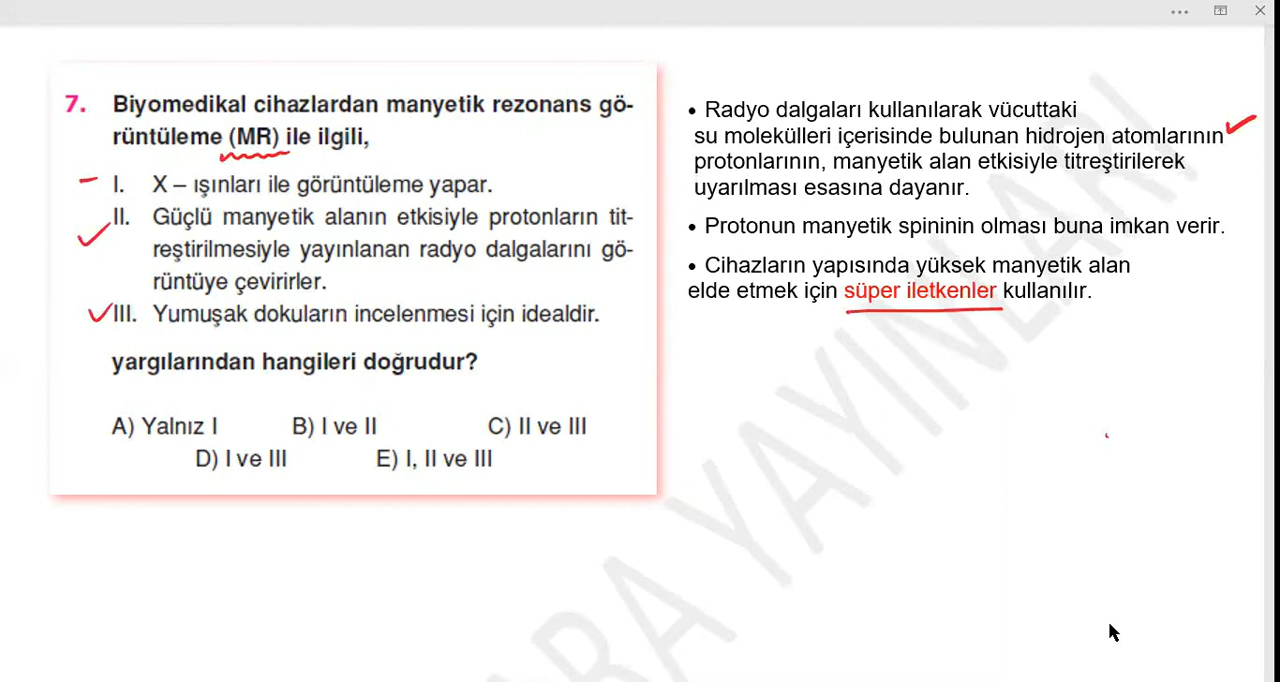 7. Biyomedikal cihazlardan manyetik rezonans gö-
rüntüleme (MR) ile ilgili,
I. X – ışınları ile görüntüleme yapar.
II. Güçlü manyetik alanın etkisiyle protonların tit-
reştirilmesiyle yayınlanan radyo dalgalarını gö-
rüntüye çevirirler.
III. Yumuşak dokuların incelenmesi için idealdir.
yargılarından hangileri doğrudur?
A) Yalnız I B) I ve II C) II ve III
D) I ve III E) I, II ve III
• Radyo dalgaları kullanılarak vücuttaki
su molekülleri içerisinde bulunan hidrojen atomlarının
protonlarının, manyetik alan etkisiyle titreştirilerek
uyarılması esasına dayanır.
• Protonun manyetik spininin olması buna imkan verir.
• Cihazların yapısında yüksek manyetik alan
elde etmek için süper iletkenler kullanılır.
RA YAYINLARI